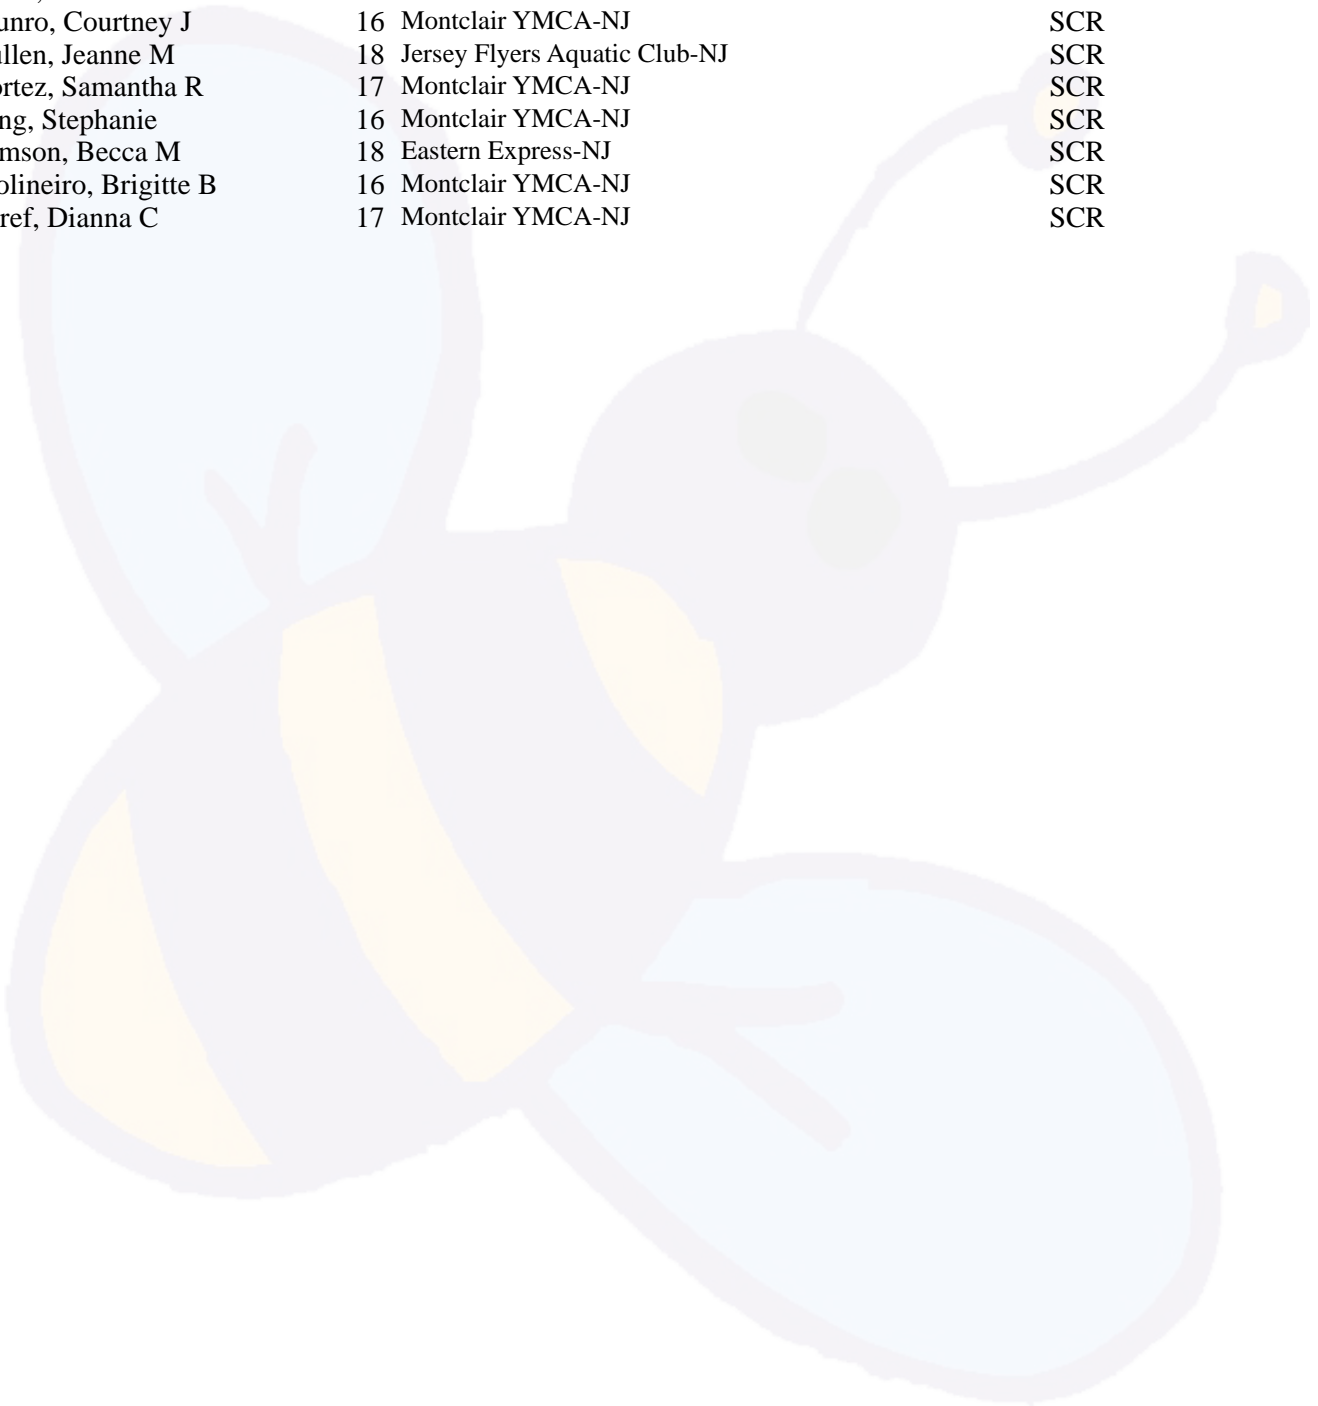 unro, Courtney J 16 Montclair YMCA-NJ SCR
llen, Jeanne M 18 Jersey Flyers Aquatic Club-NJ SCR
ortez, Samantha R 17 Montclair YMCA-NJ SCR
ng, Stephanie 16 Montclair YMCA-NJ SCR
mson, Becca M 18 Eastern Express-NJ SCR
olineiro, Brigitte B 16 Montclair YMCA-NJ SCR
ref, Dianna C 17 Montclair YMCA-NJ SCR